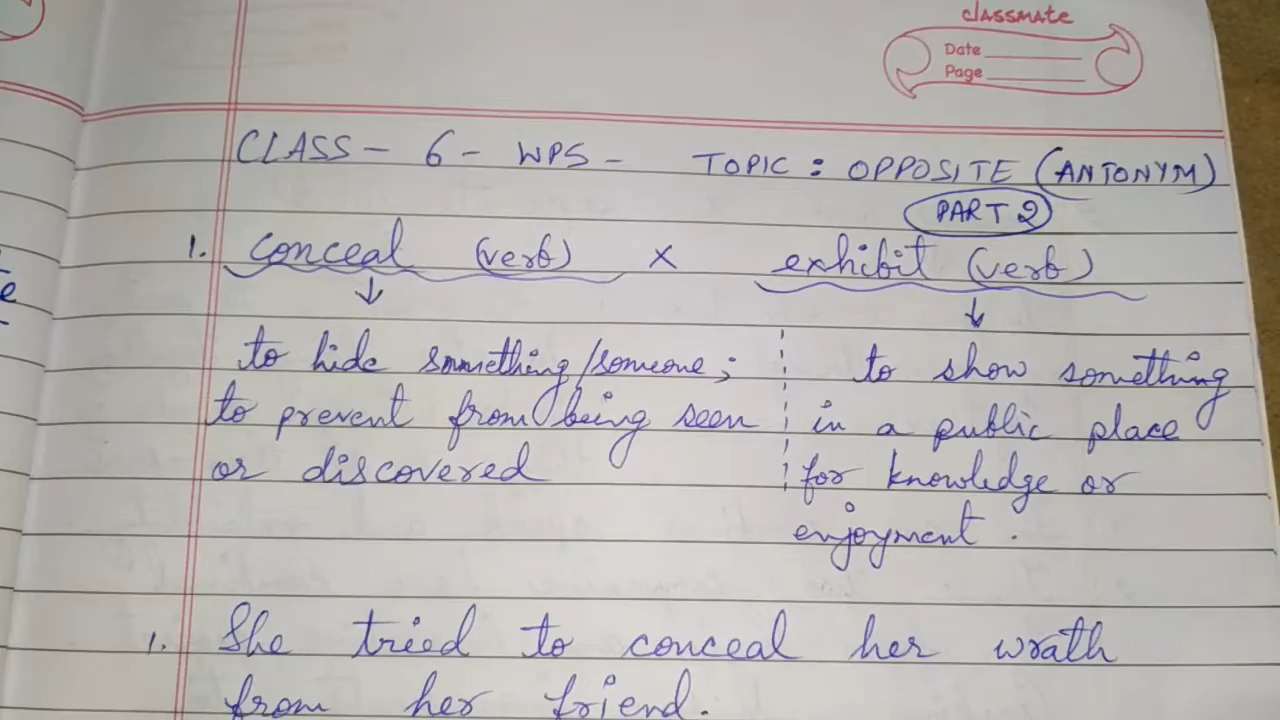 classmate
Date
Page
CLASS - 6 - WPS - TOPIC : OPPOSITE (ANTONYM)
PART 2
1. conceal (verb) x exhibit (verb)
↓ ↓
to hide something/someone; to show something
to prevent from being seen in a public place
or discovered for knowledge or
enjoyment.
1. She tried to conceal her wrath
from her friend.